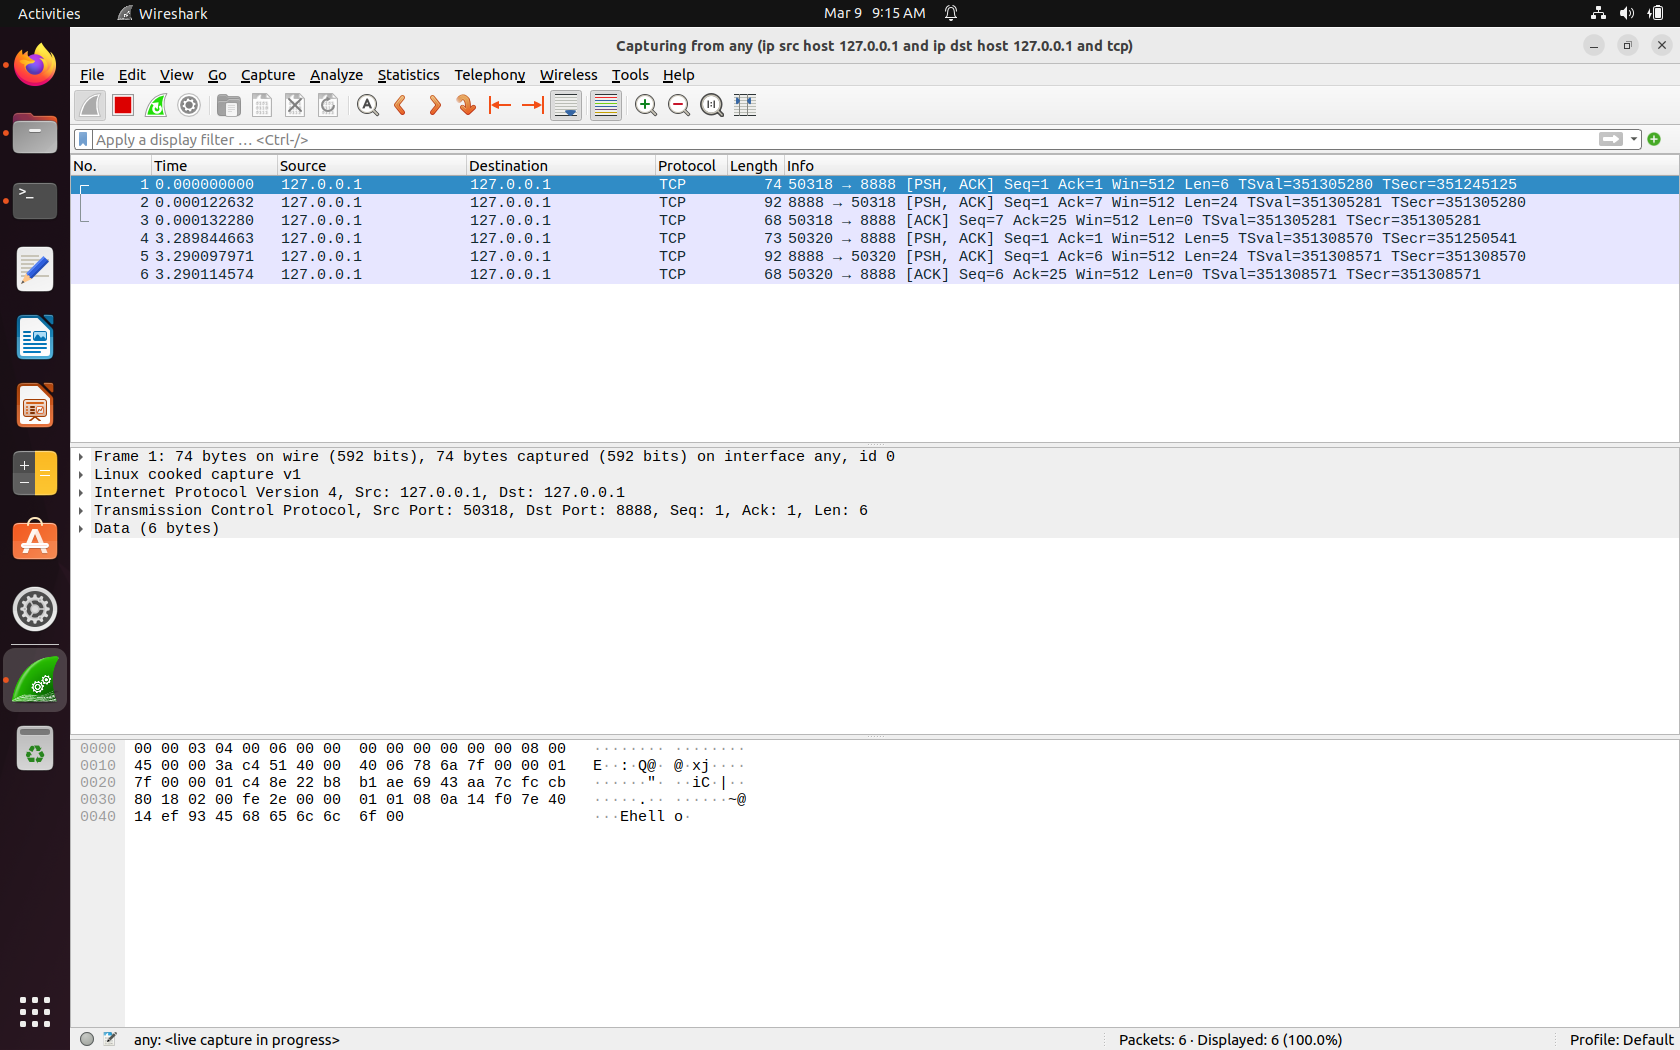 Activities Wireshark Mar 9 9:15 AM
Capturing from any (ip src host 127.0.0.1 and ip dst host 127.0.0.1 and tcp)
File Edit View Go Capture Analyze Statistics Telephony Wireless Tools Help
Apply a display filter … <Ctrl-/>
No. Time Source Destination Protocol Length Info
1 0.000000000 127.0.0.1 127.0.0.1 TCP 74 50318 → 8888 [PSH, ACK] Seq=1 Ack=1 Win=512 Len=6 TSval=351305280 TSecr=351245125
2 0.000122632 127.0.0.1 127.0.0.1 TCP 92 8888 → 50318 [PSH, ACK] Seq=1 Ack=7 Win=512 Len=24 TSval=351305281 TSecr=351305280
3 0.000132280 127.0.0.1 127.0.0.1 TCP 68 50318 → 8888 [ACK] Seq=7 Ack=25 Win=512 Len=0 TSval=351305281 TSecr=351305281
4 3.289844663 127.0.0.1 127.0.0.1 TCP 73 50320 → 8888 [PSH, ACK] Seq=1 Ack=1 Win=512 Len=5 TSval=351308570 TSecr=351250541
5 3.290097971 127.0.0.1 127.0.0.1 TCP 92 8888 → 50320 [PSH, ACK] Seq=1 Ack=6 Win=512 Len=24 TSval=351308571 TSecr=351308570
6 3.290114574 127.0.0.1 127.0.0.1 TCP 68 50320 → 8888 [ACK] Seq=6 Ack=25 Win=512 Len=0 TSval=351308571 TSecr=351308571
Frame 1: 74 bytes on wire (592 bits), 74 bytes captured (592 bits) on interface any, id 0
Linux cooked capture v1
Internet Protocol Version 4, Src: 127.0.0.1, Dst: 127.0.0.1
Transmission Control Protocol, Src Port: 50318, Dst Port: 8888, Seq: 1, Ack: 1, Len: 6
Data (6 bytes)
0000 00 00 03 04 00 06 00 00 00 00 00 00 00 00 08 00 ········ ········
0010 45 00 00 3a c4 51 40 00 40 06 78 6a 7f 00 00 01 E··:·Q@· @·xj····
0020 7f 00 00 01 c4 8e 22 b8 b1 ae 69 43 aa 7c fc cb ······"· ··iC·|··
0030 80 18 02 00 fe 2e 00 00 01 01 08 0a 14 f0 7e 40 ·····.·· ······~@
0040 14 ef 93 45 68 65 6c 6c 6f 00 ···Ehell o·
any: <live capture in progress> Packets: 6 · Displayed: 6 (100.0%) Profile: Default